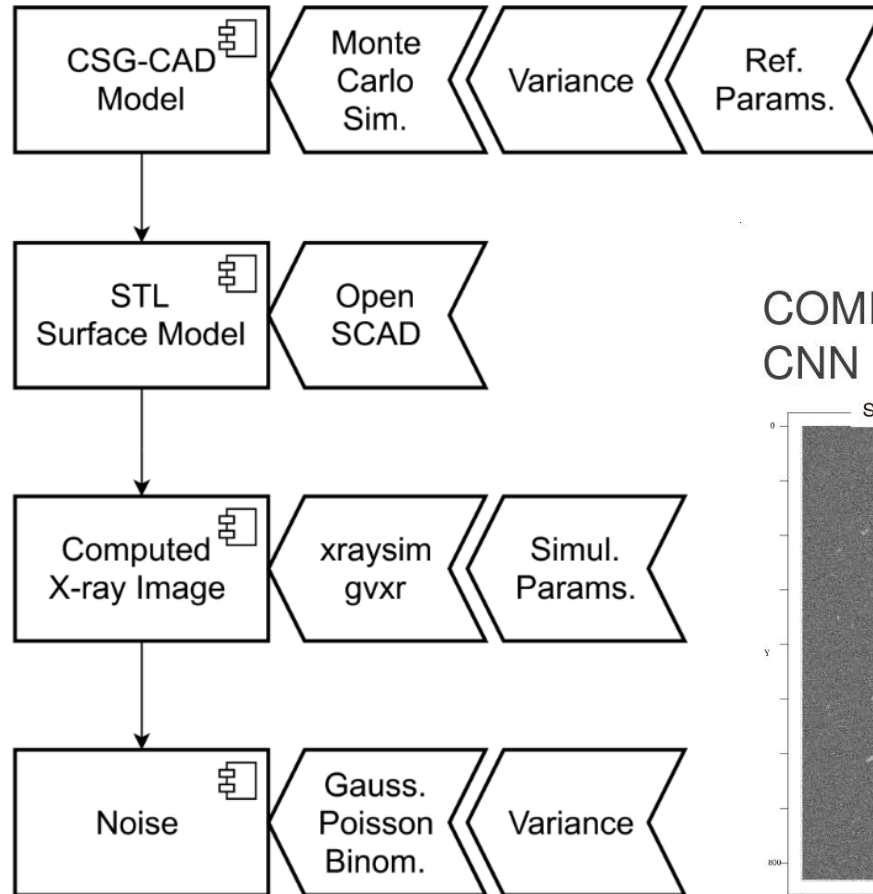 CSG-CAD
Model
Monte
Carlo
Sim.
Variance
Ref.
Params.
STL
Surface Model
Open
SCAD
Computed
X-ray Image
xraysim
gvxr
Simul.
Params.
Noise
Gauss.
Poisson
Binom.
Variance
CNN
0
Y
800